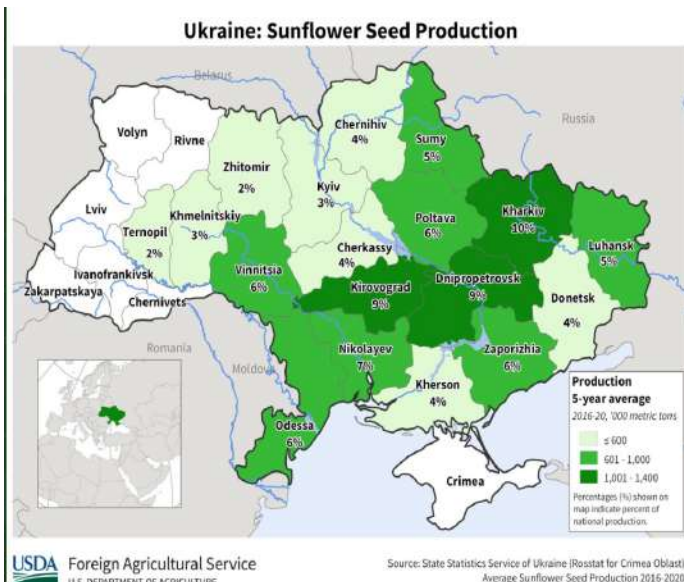 Ukraine: Sunflower Seed Production
Belarus
Russia
Volyn
Rivne
Chernihiv
4%
Sumy
5%
Zhitomir
2%
Kyiv
3%
Lviv
Khmelnitskiy
3%
Ternopil
2%
Poltava
6%
Kharkiv
10%
Luhansk
5%
Cherkassy
4%
Vinnitsia
6%
Ivanofrankivsk
Zakarpatskaya
Chernivets
Kirovograd
9%
Dnipropetrovsk
9%
Donetsk
4%
Romania
Moldova
Nikolayev
7%
Zaporizhia
6%
Kherson
4%
Odessa
6%
Crimea
Production
5-year average
2016-20, '000 metric tons
≤ 600
601 - 1,000
1,001 - 1,400
Percentages (%) shown on
map indicate percent of
national production.
USDA Foreign Agricultural Service
U.S. DEPARTMENT OF AGRICULTURE
Source: State Statistics Service of Ukraine (Rosstat for Crimea Oblast)
Average Sunflower Seed Production 2016-2020